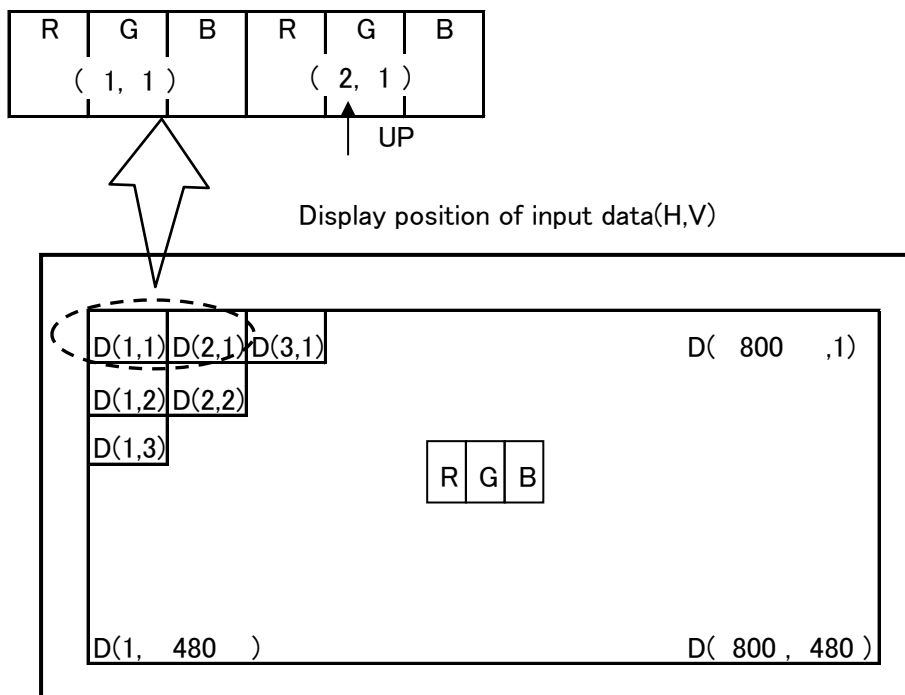 R G B R G B
( 1, 1 ) ( 2, 1 )
UP
Display position of input data(H,V)
D(1,1) D(2,1) D(3,1) D( 800 ,1)
D(1,2) D(2,2)
D(1,3)
R G B
D(1, 480 ) D( 800 , 480 )